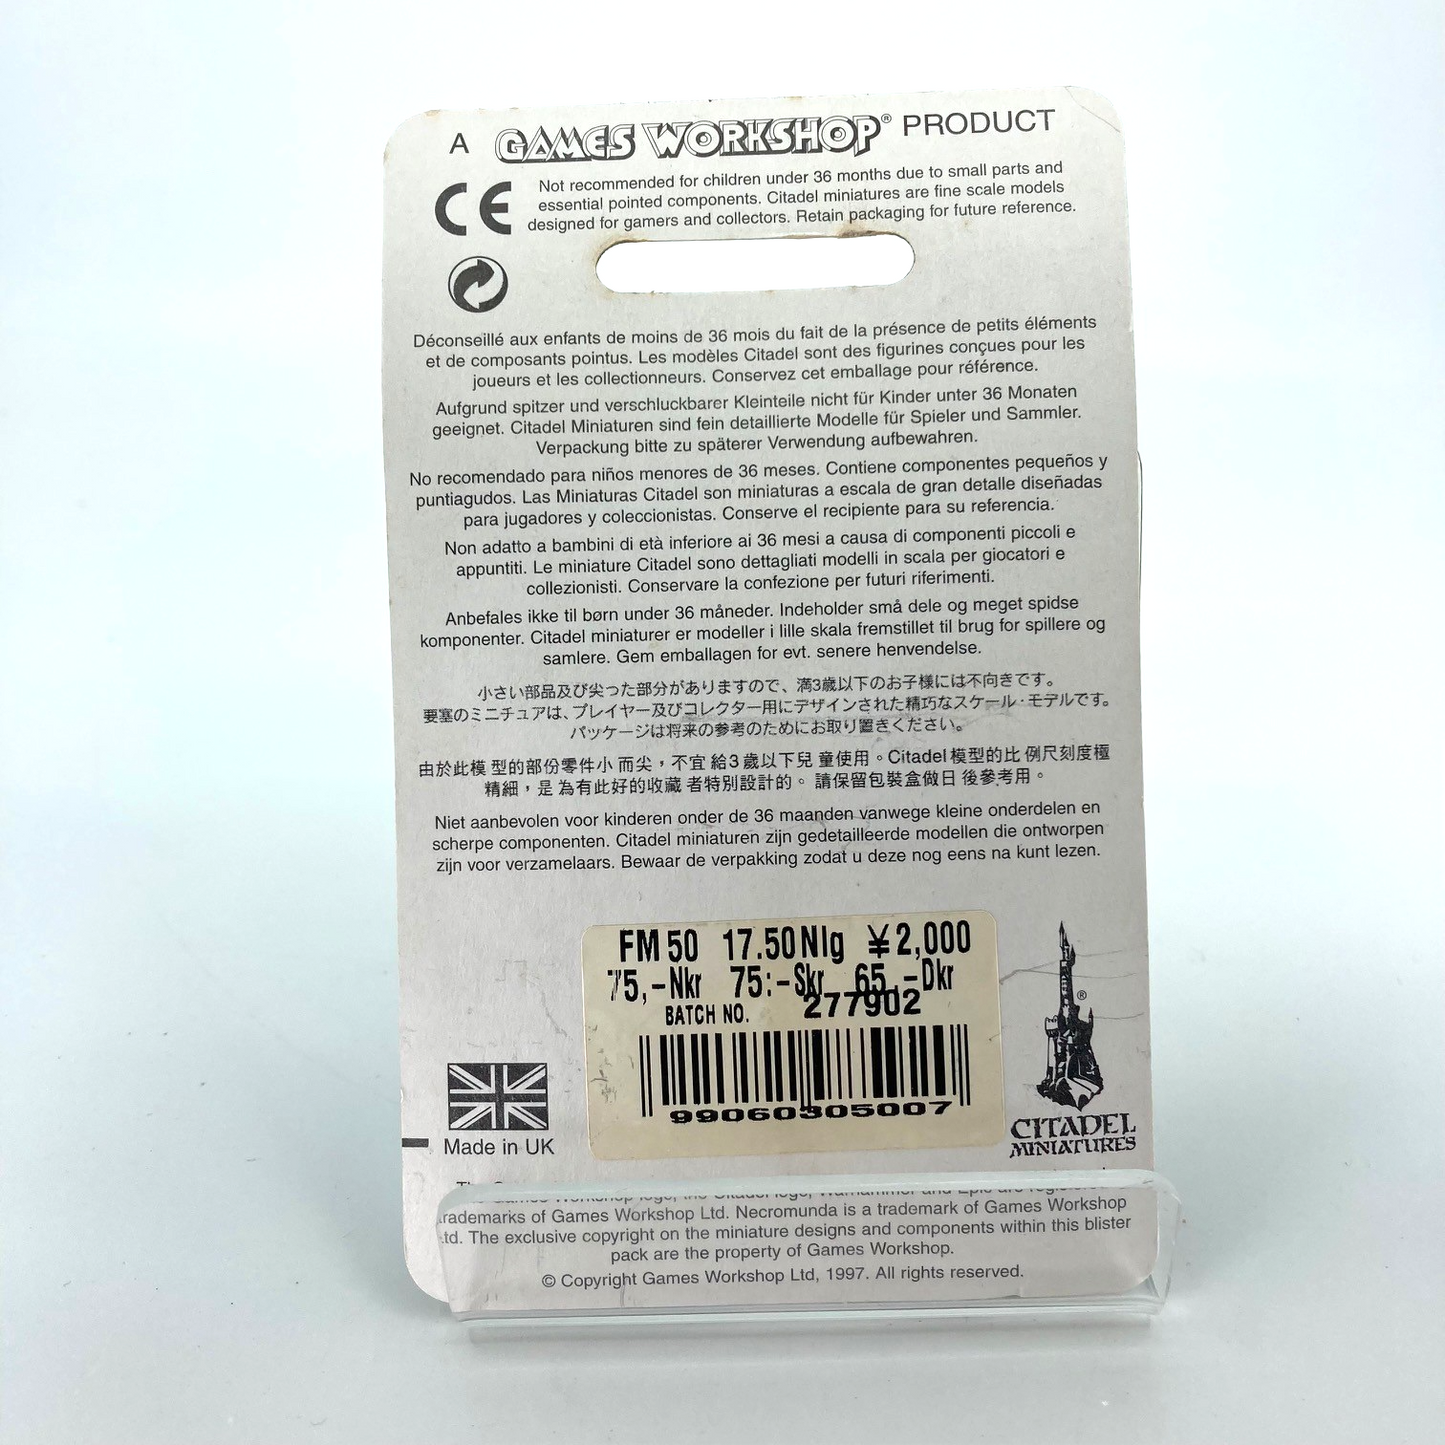 A GAMES WORKSHOP® PRODUCT
CE
Not recommended for children under 36 months due to small parts and
essential pointed components. Citadel miniatures are fine scale models
designed for gamers and collectors. Retain packaging for future reference.
Déconseillé aux enfants de moins de 36 mois du fait de la présence de petits éléments
et de composants pointus. Les modèles Citadel sont des figurines conçues pour les
joueurs et les collectionneurs. Conservez cet emballage pour référence.
Aufgrund spitzer und verschluckbarer Kleinteile nicht für Kinder unter 36 Monaten
geeignet. Citadel Miniaturen sind fein detaillierte Modelle für Spieler und Sammler.
Verpackung bitte zu späterer Verwendung aufbewahren.
No recomendado para niños menores de 36 meses. Contiene componentes pequeños y
puntiagudos. Las Miniaturas Citadel son miniaturas a escala de gran detalle diseñadas
para jugadores y coleccionistas. Conserve el recipiente para su referencia.
Non adatto a bambini di età inferiore ai 36 mesi a causa di componenti piccoli e
appuntiti. Le miniature Citadel sono dettagliati modelli in scala per giocatori e
collezionisti. Conservare la confezione per futuri riferimenti.
Anbefales ikke til børn under 36 måneder. Indeholder små dele og meget spidse
komponenter. Citadel miniaturer er modeller i lille skala fremstillet til brug for spillere og
samlere. Gem emballagen for evt. senere henvendelse.
小さい部品及び尖った部分がありますので、満3歳以下のお子様には不向きです。
要塞のミニチュアは、プレイヤー及びコレクター用にデザインされた精巧なスケール・モデルです。
パッケージは将来の参考のためにお取り置きください。
由於此模型的部份零件小而尖，不宜給3歲以下兒童使用。Citadel模型的比例尺刻度極
精細，是為有此好的收藏者特別設計的。請保留包裝盒做日後參考用。
Niet aanbevolen voor kinderen onder de 36 maanden vanwege kleine onderdelen en
scherpe componenten. Citadel miniaturen zijn gedetailleerde modellen die ontworpen
zijn voor verzamelaars. Bewaar de verpakking zodat u deze nog eens na kunt lezen.
FM 50 17.50Nlg ¥2,000
75,-Nkr 75:-Skr 65,-Dkr
BATCH NO. 277902
99060305007
®
CITADEL
MINIATURES
Made in UK
The Games Workshop logo, the Citadel logo, Warhammer and Epic are
trademarks of Games Workshop Ltd. Necromunda is a trademark of Games Workshop
Ltd. The exclusive copyright on the miniature designs and components within this blister
pack are the property of Games Workshop.
© Copyright Games Workshop Ltd, 1997. All rights reserved.